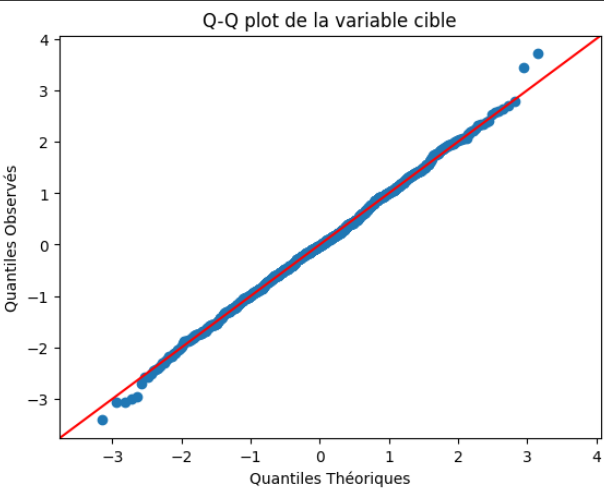 Q-Q plot de la variable cible
4
3
2
1
0
−1
−2
−3
Quantiles Observés
−3 −2 −1 0 1 2 3 4
Quantiles Théoriques